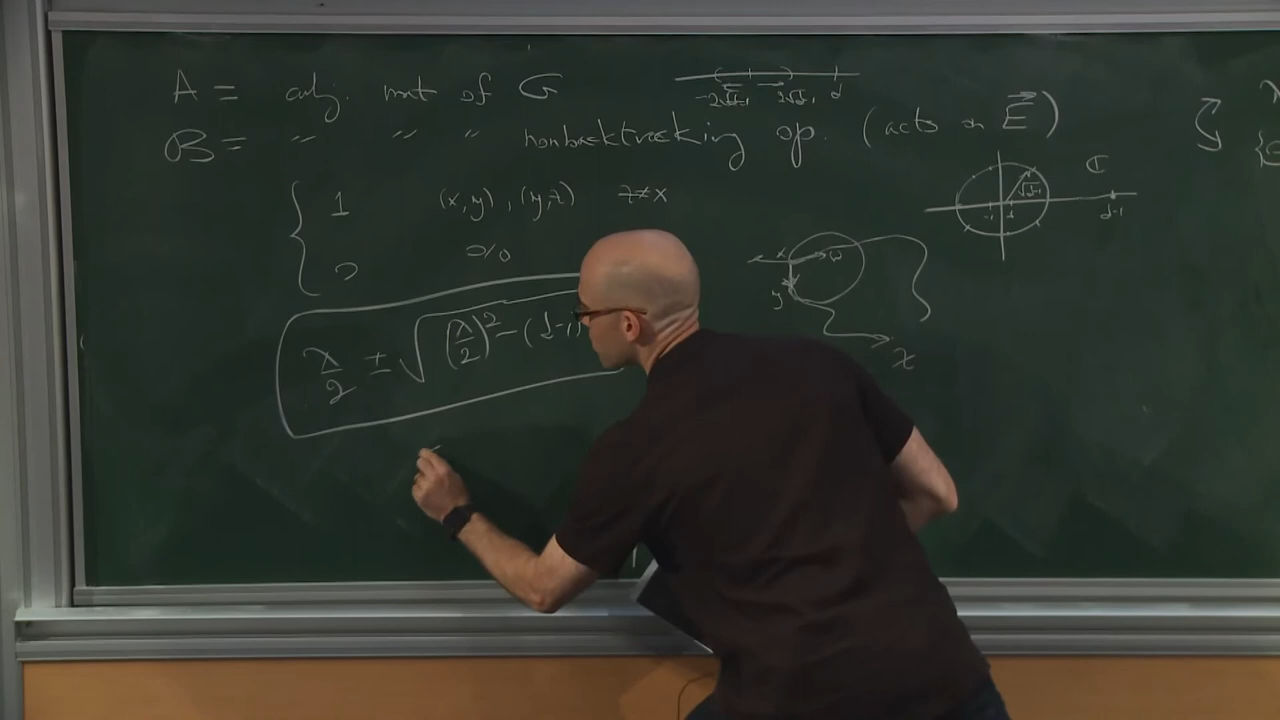 A = adj. mat of G
-2√d-1 2√d-1 d
B = " " " nonbacktracking op. (acts on E⃗)
ℂ
{ 1 (x,y), (y,z) z≠x
√d-1
-1 1 d-1
0 o/w
x ω
y
λ/2 ± √(λ/2)² - (d-1)
x